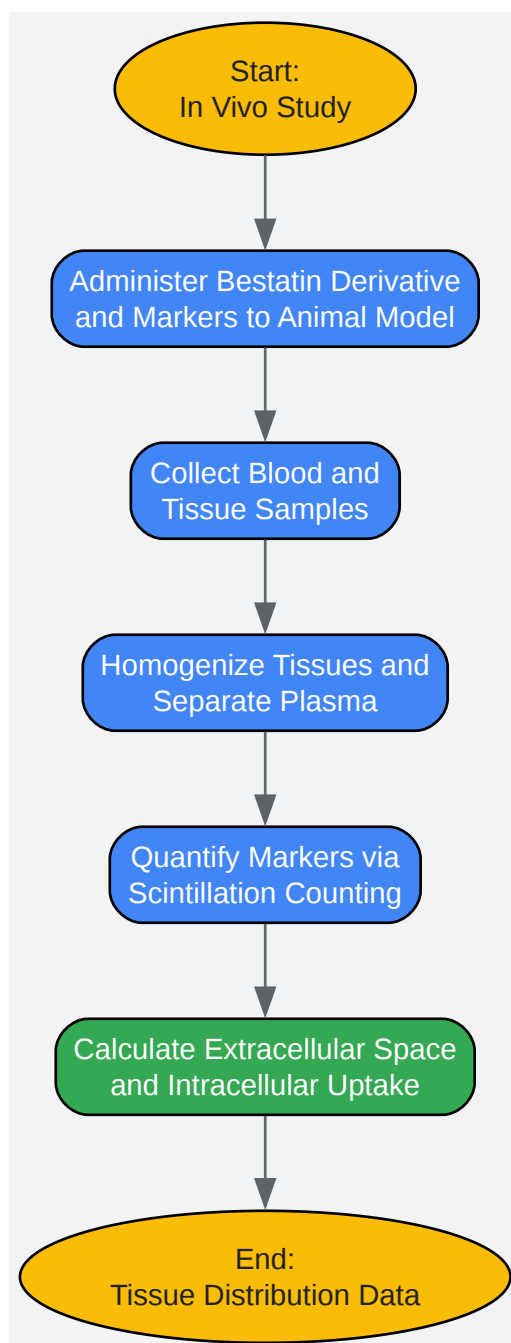 Start:
In Vivo Study
Administer Bestatin Derivative
and Markers to Animal Model
Collect Blood and
Tissue Samples
Homogenize Tissues and
Separate Plasma
Quantify Markers via
Scintillation Counting
Calculate Extracellular Space
and Intracellular Uptake
End:
Tissue Distribution Data